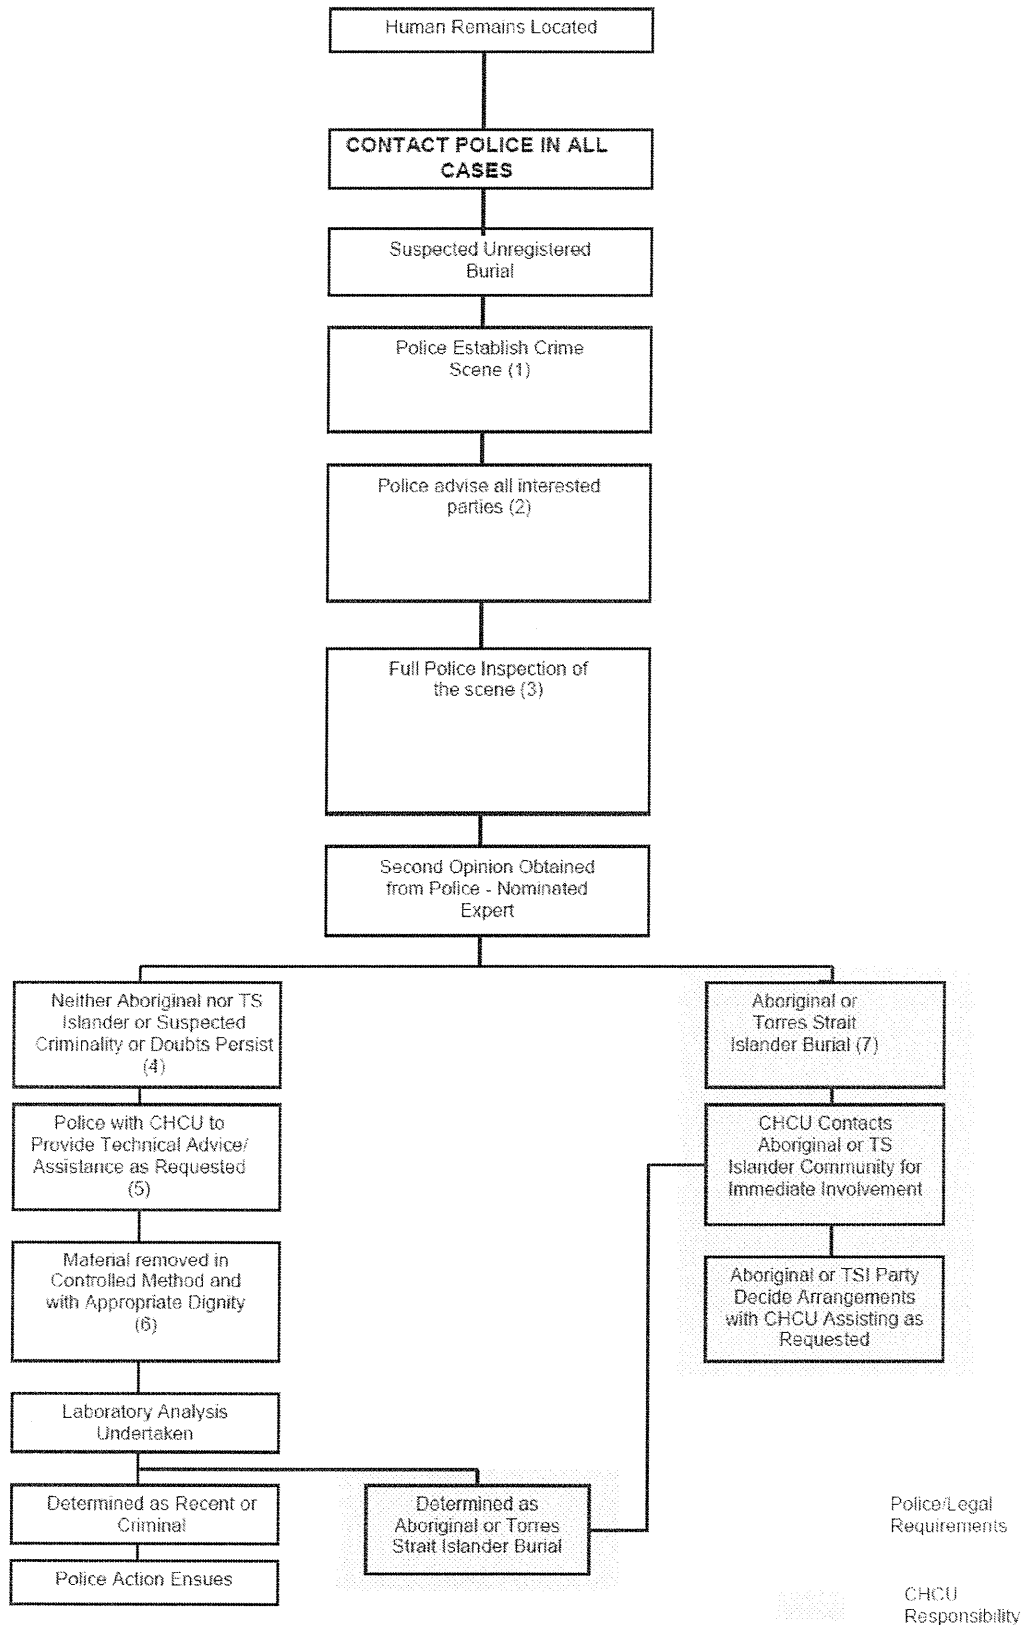 Human Remains Located
CONTACT POLICE IN ALL
CASES
Suspected Unregistered
Burial
Police Establish Crime
Scene (1)
Police advise all interested
parties (2)
Full Police Inspection of
the scene (3)
Second Opinion Obtained
from Police - Nominated
Expert
Neither Aboriginal nor TS
Islander or Suspected
Criminality or Doubts Persist
(4)
Police with CHCU to
Provide Technical Advice/
Assistance as Requested
(5)
Material removed in
Controlled Method and
with Appropriate Dignity
(6)
Laboratory Analysis
Undertaken
Determined as Recent or
Criminal
Police Action Ensues
Determined as
Aboriginal or Torres
Strait Islander Burial
Aboriginal or
Torres Strait
Islander Burial (7)
CHCU Contacts
Aboriginal or TS
Islander Community for
Immediate Involvement
Aboriginal or TSI Party
Decide Arrangements
with CHCU Assisting as
Requested
Police/Legal
Requirements
CHCU
Responsibility